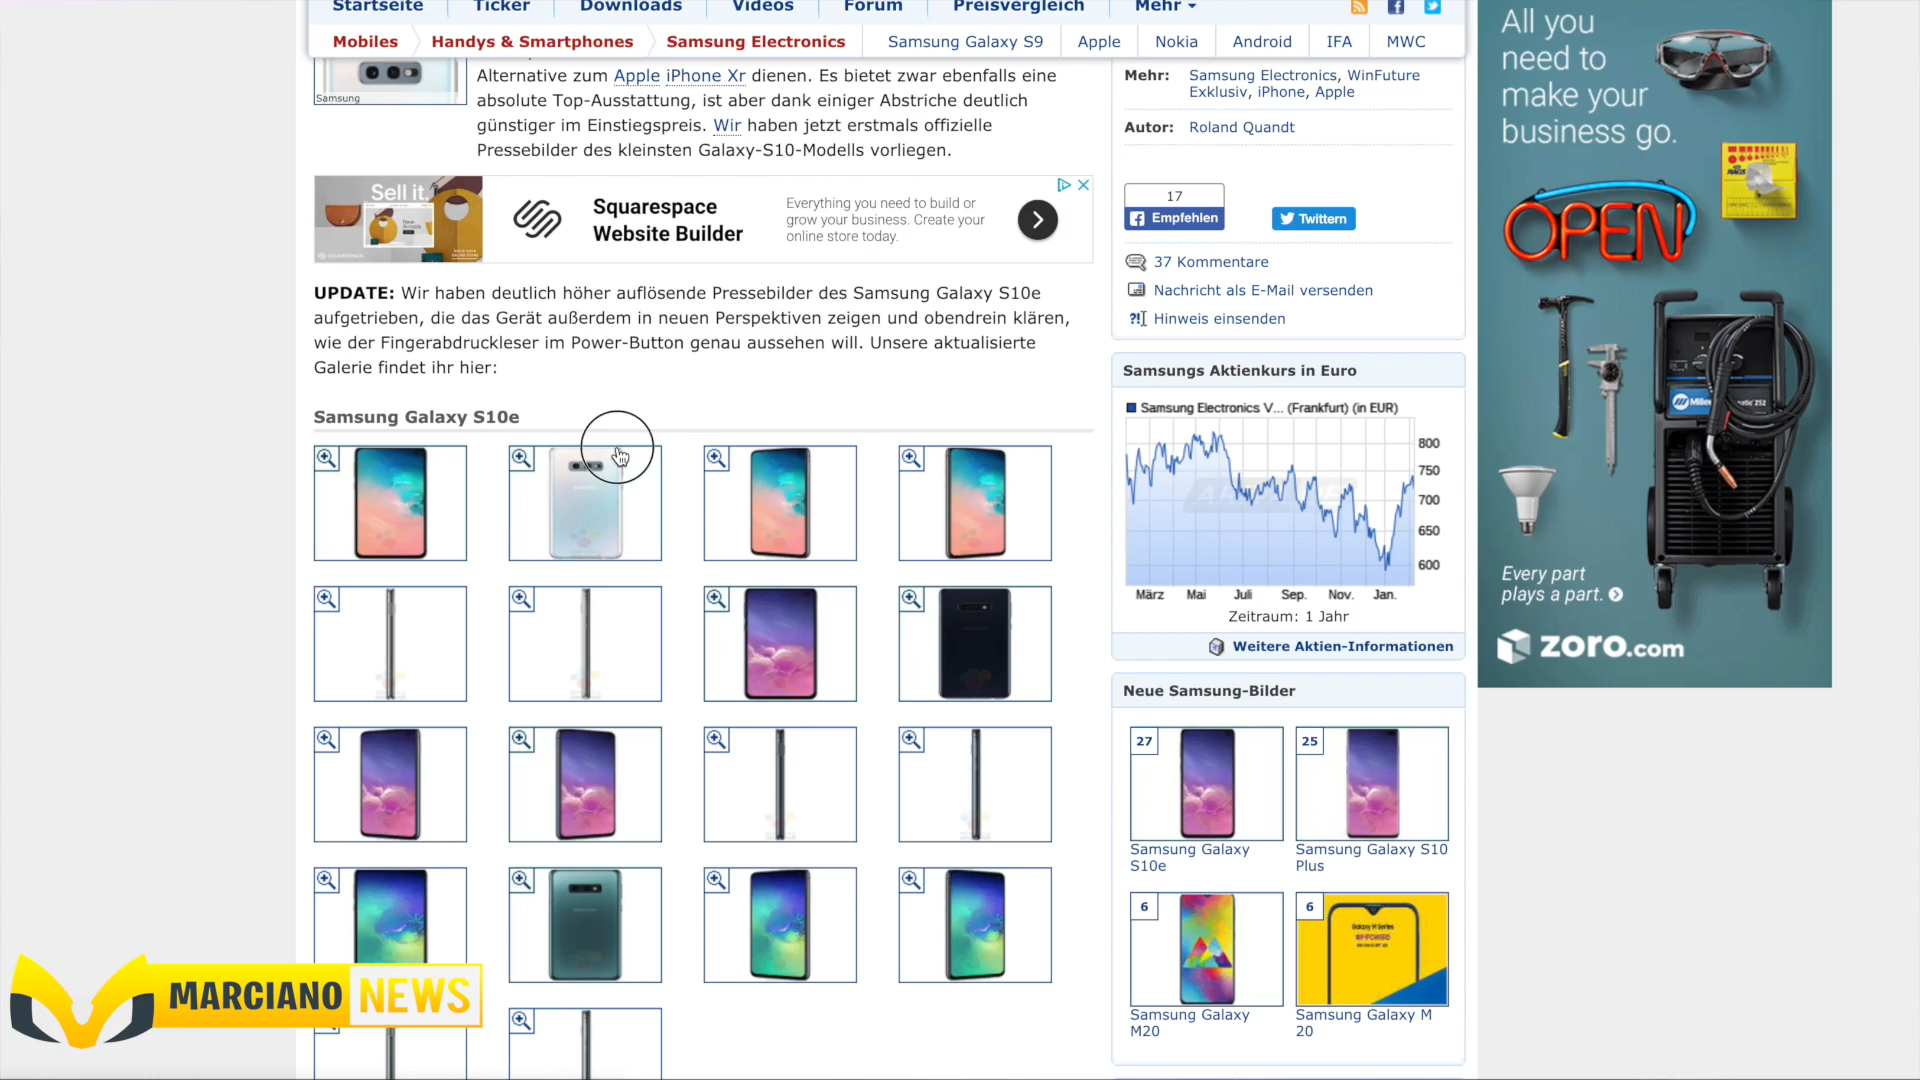 Startseite
Ticker
Downloads
Videos
Forum
Preisvergleich
Mehr
Mobiles
Handys & Smartphones
Samsung Electronics
Samsung Galaxy S9
Apple
Nokia
Android
IFA
MWC
Samsung
Alternative zum Apple iPhone Xr dienen. Es bietet zwar ebenfalls eine
absolute Top-Ausstattung, ist aber dank einiger Abstriche deutlich
günstiger im Einstiegspreis. Wir haben jetzt erstmals offizielle
Pressebilder des kleinsten Galaxy-S10-Modells vorliegen.
Sell it.
Squarespace
Website Builder
Everything you need to build or
grow your business. Create your
online store today.
UPDATE: Wir haben deutlich höher auflösende Pressebilder des Samsung Galaxy S10e
aufgetrieben, die das Gerät außerdem in neuen Perspektiven zeigen und obendrein klären,
wie der Fingerabdruckleser im Power-Button genau aussehen will. Unsere aktualisierte
Galerie findet ihr hier:
Samsung Galaxy S10e
MARCIANO NEWS
Mehr: Samsung Electronics, WinFuture
Exklusiv, iPhone, Apple
Autor: Roland Quandt
17
Empfehlen
Twittern
37 Kommentare
Nachricht als E-Mail versenden
?! Hinweis einsenden
Samsungs Aktienkurs in Euro
Samsung Electronics V... (Frankfurt) (in EUR)
800
750
700
650
600
März Mai Juli Sep. Nov. Jan.
Zeitraum: 1 Jahr
Weitere Aktien-Informationen
Neue Samsung-Bilder
27
25
Samsung Galaxy
S10e
Samsung Galaxy S10
Plus
6
6
Galaxy M Series
Samsung Galaxy
M20
Samsung Galaxy M
20
All you
need to
make your
business go.
OPEN
Miller
Every part
plays a part.
zoro.com